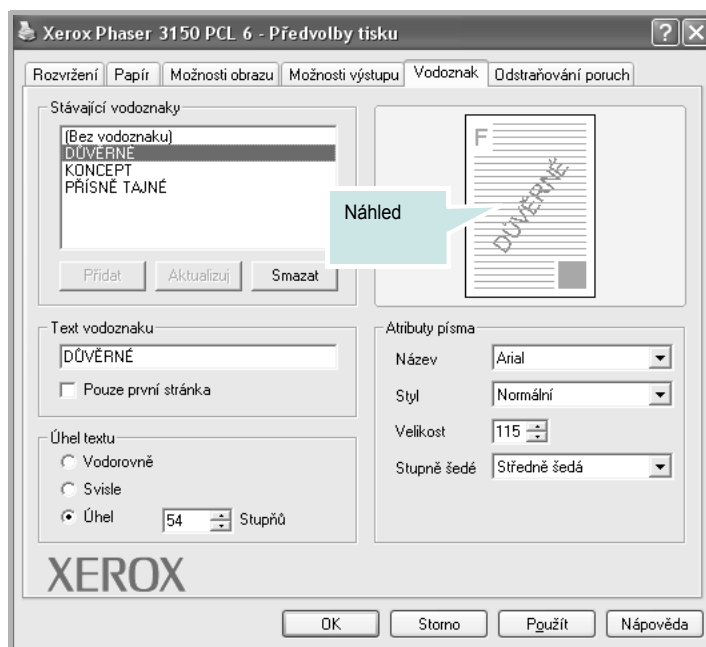 Xerox Phaser 3150 PCL 6 - Předvolby tisku
Rozvržení Papír Možnosti obrazu Možnosti výstupu Vodoznak Odstraňování poruch
Stávající vodoznaky
(Bez vodoznaku)
DŮVĚRNÉ
KONCEPT
PŘÍSNĚ TAJNÉ
Přidat Aktualizuj Smazat
F
DŮVĚRNÉ
Náhled
Text vodoznaku
DŮVĚRNÉ
Pouze první stránka
Úhel textu
Vodorovně
Svisle
Úhel 54 Stupňů
Atributy písma
Název Arial
Styl Normální
Velikost 115
Stupně šedé Středně šedá
XEROX
OK Storno Použít Nápověda